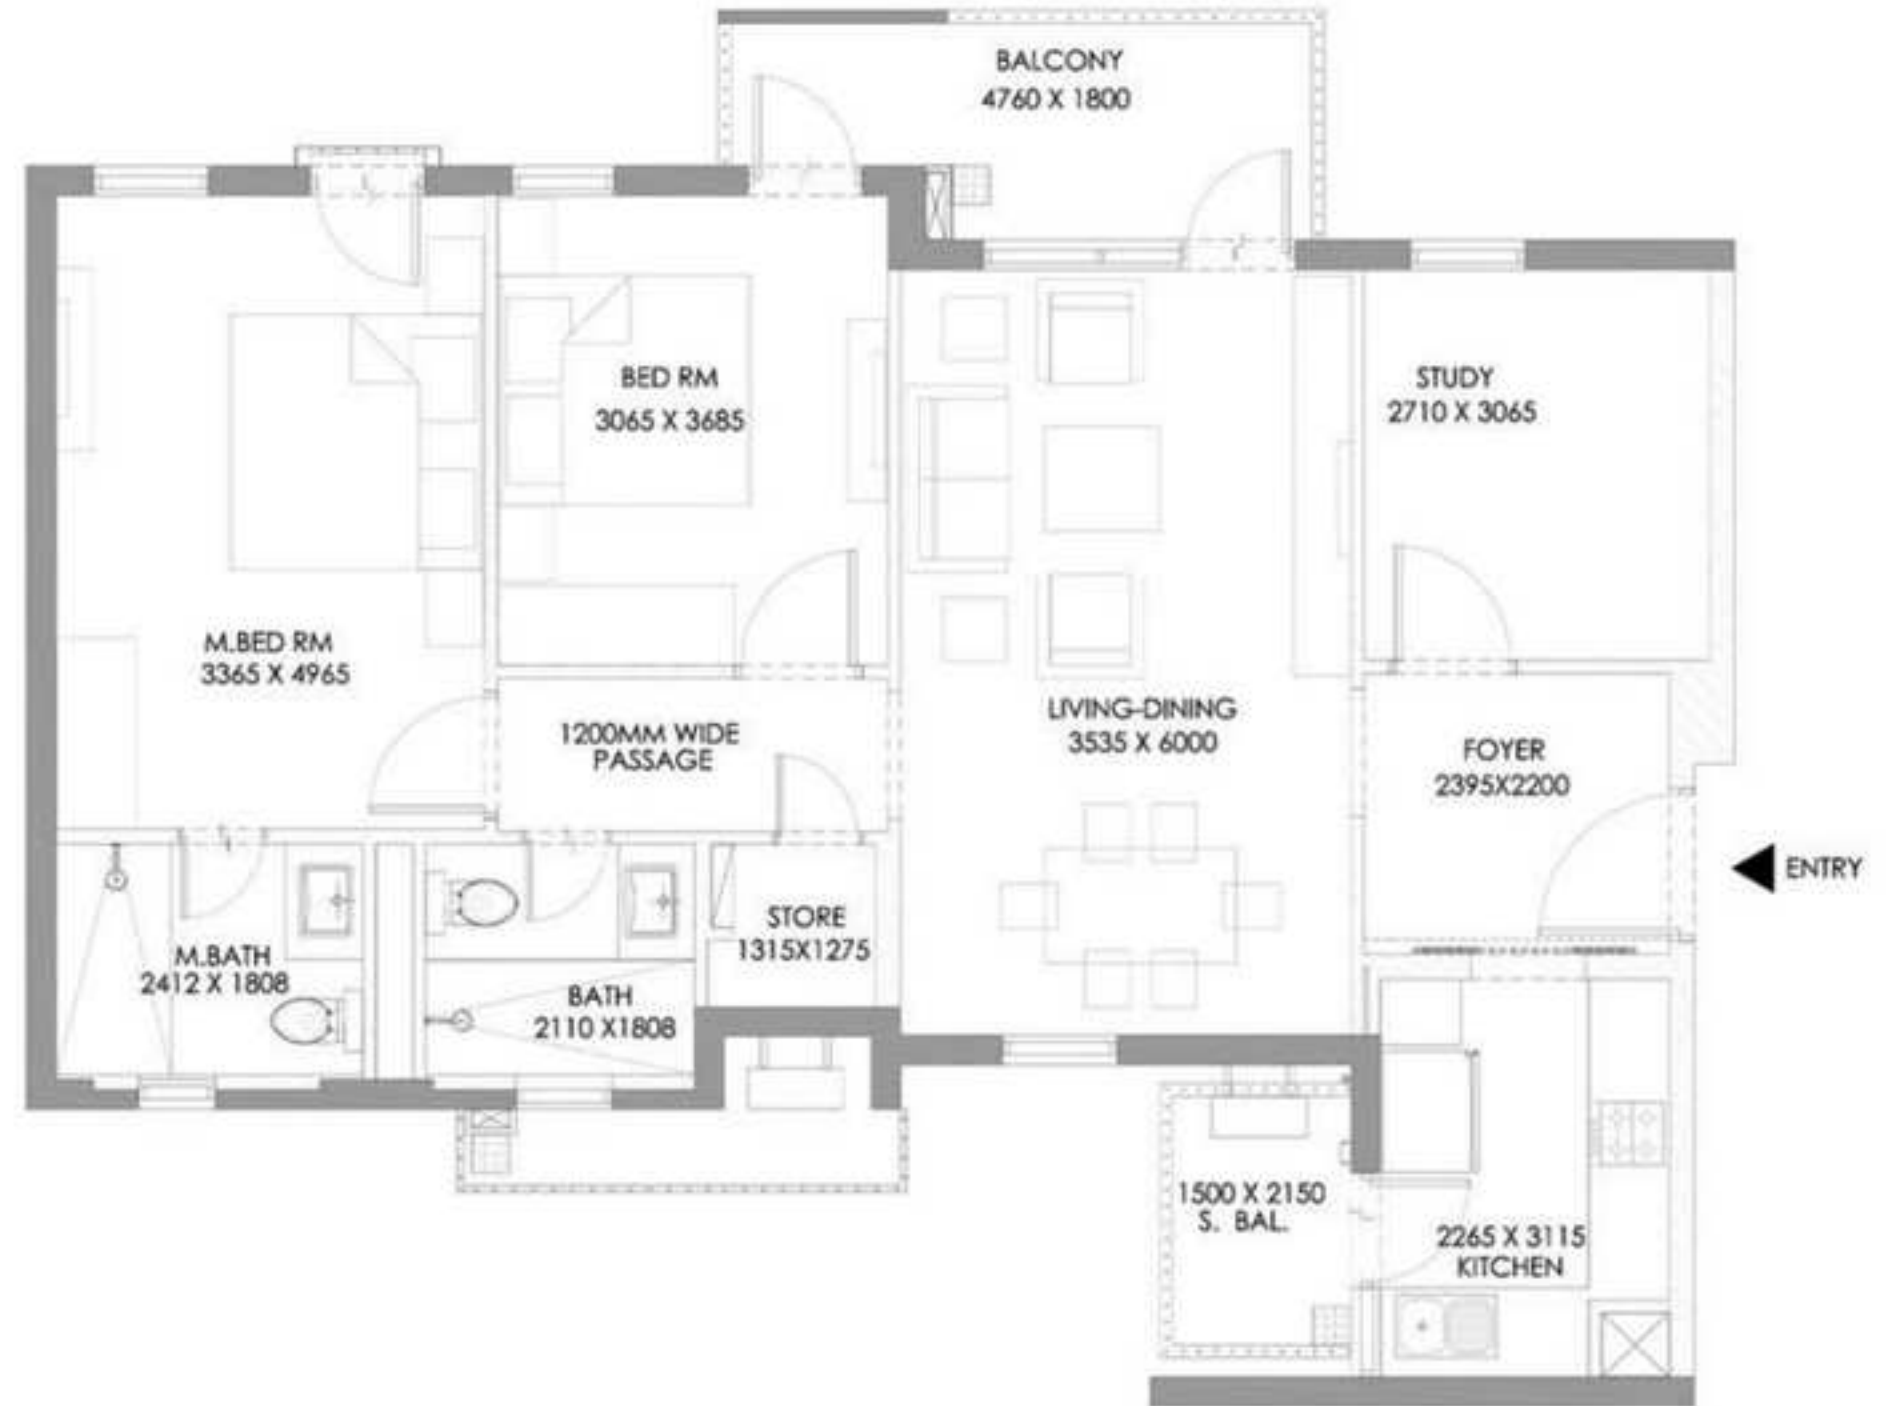 BALCONY
4760 X 1800
BED RM
3065 X 3685
STUDY
2710 X 3065
M.BED RM
3365 X 4965
1200MM WIDE
PASSAGE
LIVING-DINING
3535 X 6000
FOYER
2395X2200
ENTRY
STORE
1315X1275
M.BATH
2412 X 1808
BATH
2110 X1808
1500 X 2150
S. BAL.
2265 X 3115
KITCHEN